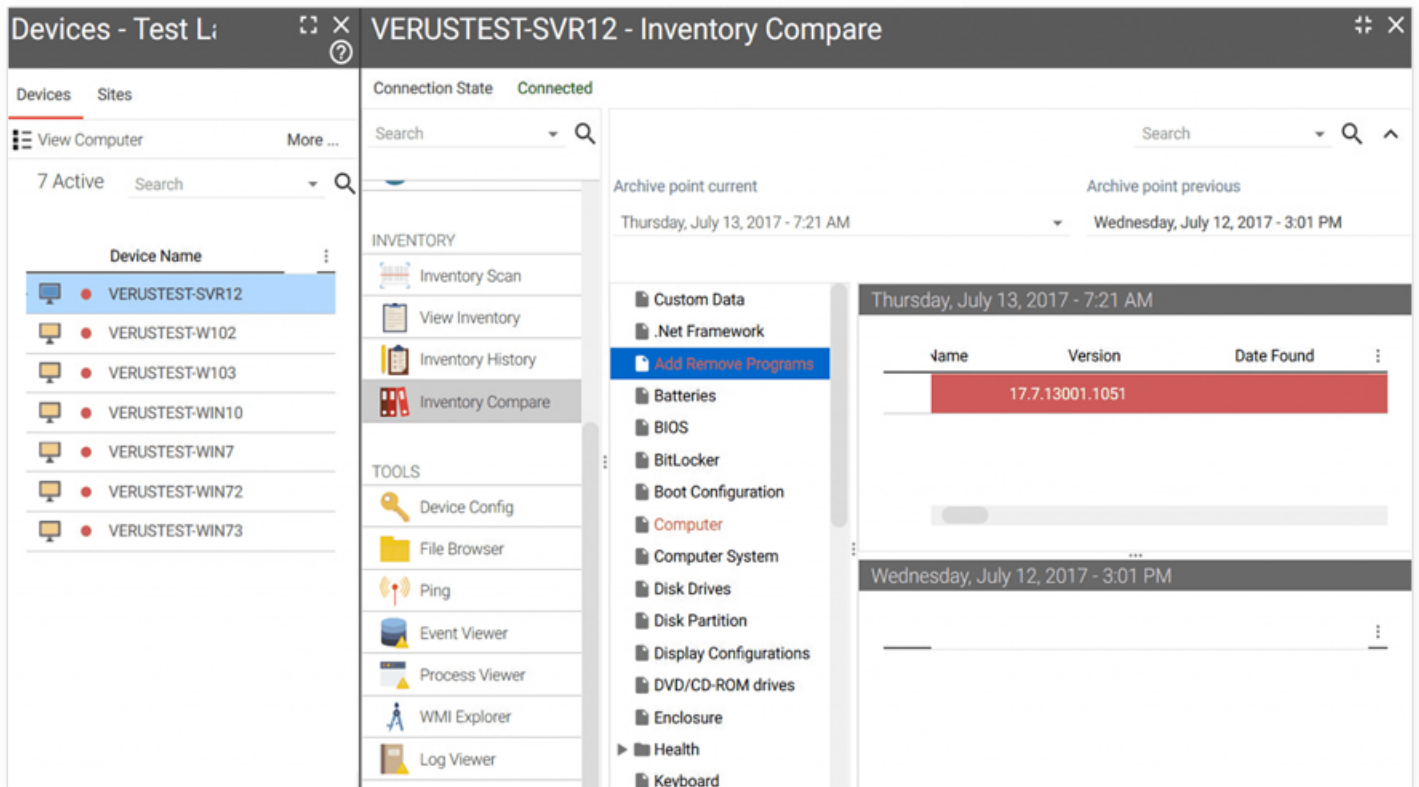 Devices - Test La
VERUSTEST-SVR12 - Inventory Compare
Devices Sites
View Computer More ...
7 Active Search
Device Name
VERUSTEST-SVR12
VERUSTEST-W102
VERUSTEST-W103
VERUSTEST-WIN10
VERUSTEST-WIN7
VERUSTEST-WIN72
VERUSTEST-WIN73
Connection State Connected
Search
INVENTORY
Inventory Scan
View Inventory
Inventory History
Inventory Compare
TOOLS
Device Config
File Browser
Ping
Event Viewer
Process Viewer
WMI Explorer
Log Viewer
Search
Archive point current Archive point previous
Thursday, July 13, 2017 - 7:21 AM Wednesday, July 12, 2017 - 3:01 PM
Custom Data
.Net Framework
Add Remove Programs
Batteries
BIOS
BitLocker
Boot Configuration
Computer
Computer System
Disk Drives
Disk Partition
Display Configurations
DVD/CD-ROM drives
Enclosure
Health
Keyboard
Thursday, July 13, 2017 - 7:21 AM
Name Version Date Found
17.7.13001.1051
Wednesday, July 12, 2017 - 3:01 PM